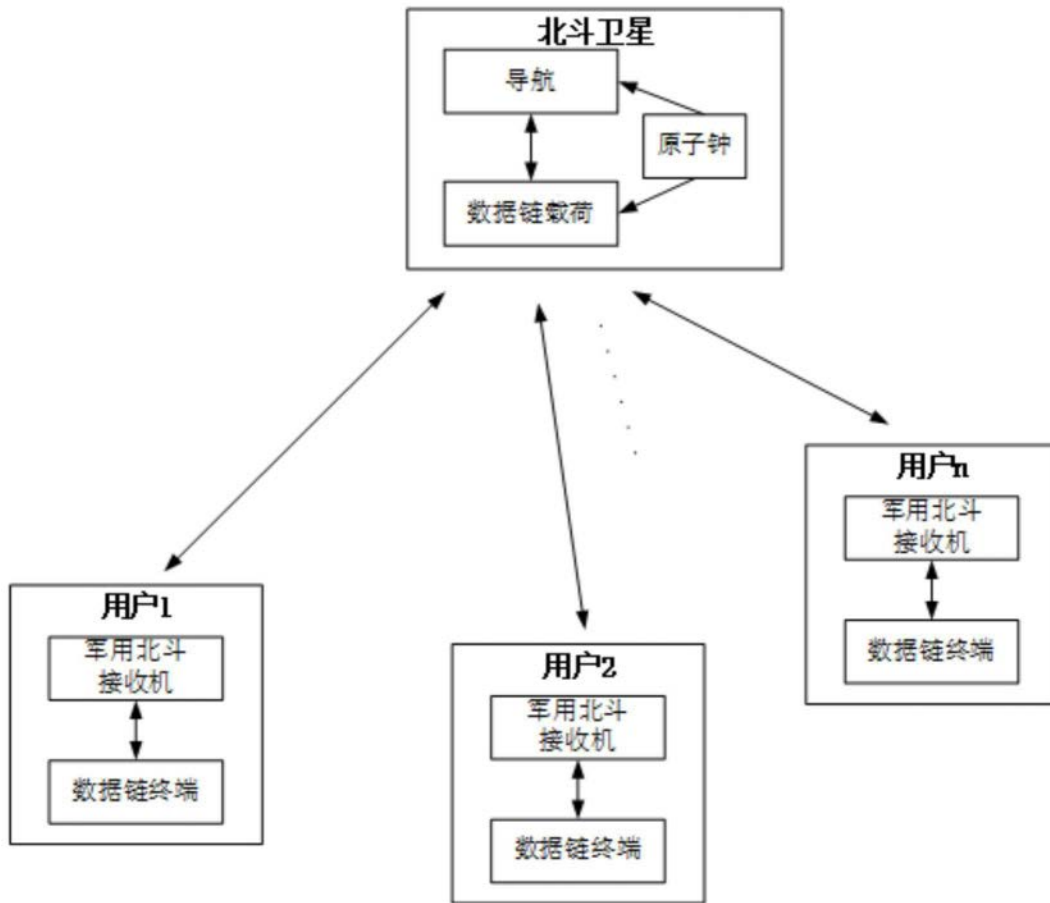 北斗卫星
导航
原子钟
数据链载荷
用户n
军用北斗
接收机
数据链终端
用户1
军用北斗
接收机
数据链终端
用户2
军用北斗
接收机
数据链终端